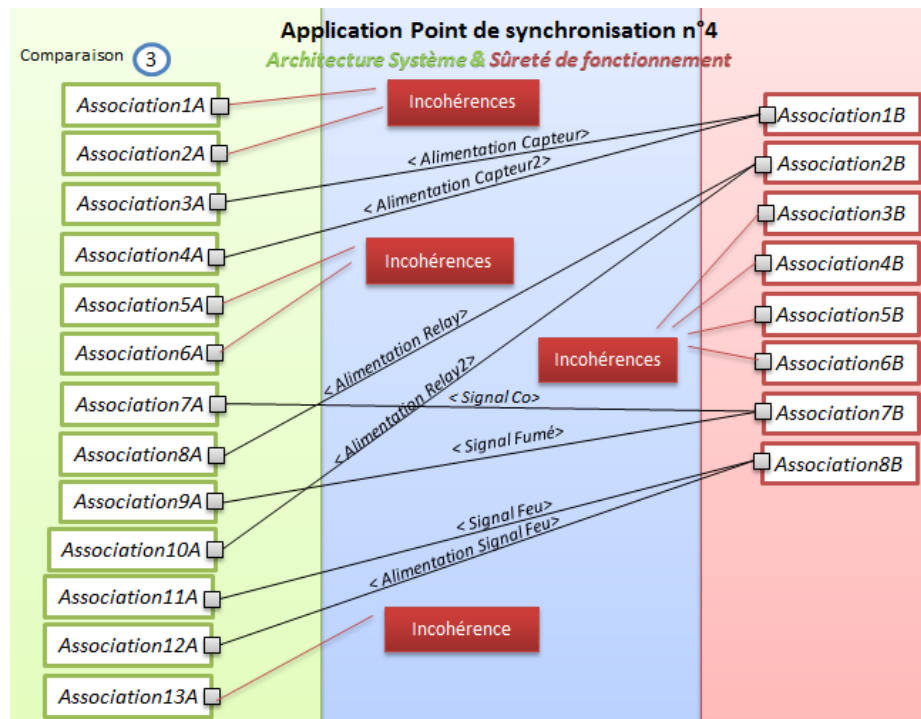 Application Point de synchronisation n°4
Comparaison 3
Architecture Système & Sûreté de fonctionnement
Association1A
Association2A
Association3A
Association4A
Association5A
Association6A
Association7A
Association8A
Association9A
Association10A
Association11A
Association12A
Association13A
Incohérences
< Alimentation Capteur>
< Alimentation Capteur2>
Incohérences
< Alimentation Relay>
Incohérences
< Alimentation Relay2>
< Signal Co>
< Signal Fumé>
< Signal Feu>
< Alimentation Signal Feu>
Incohérence
Association1B
Association2B
Association3B
Association4B
Association5B
Association6B
Association7B
Association8B